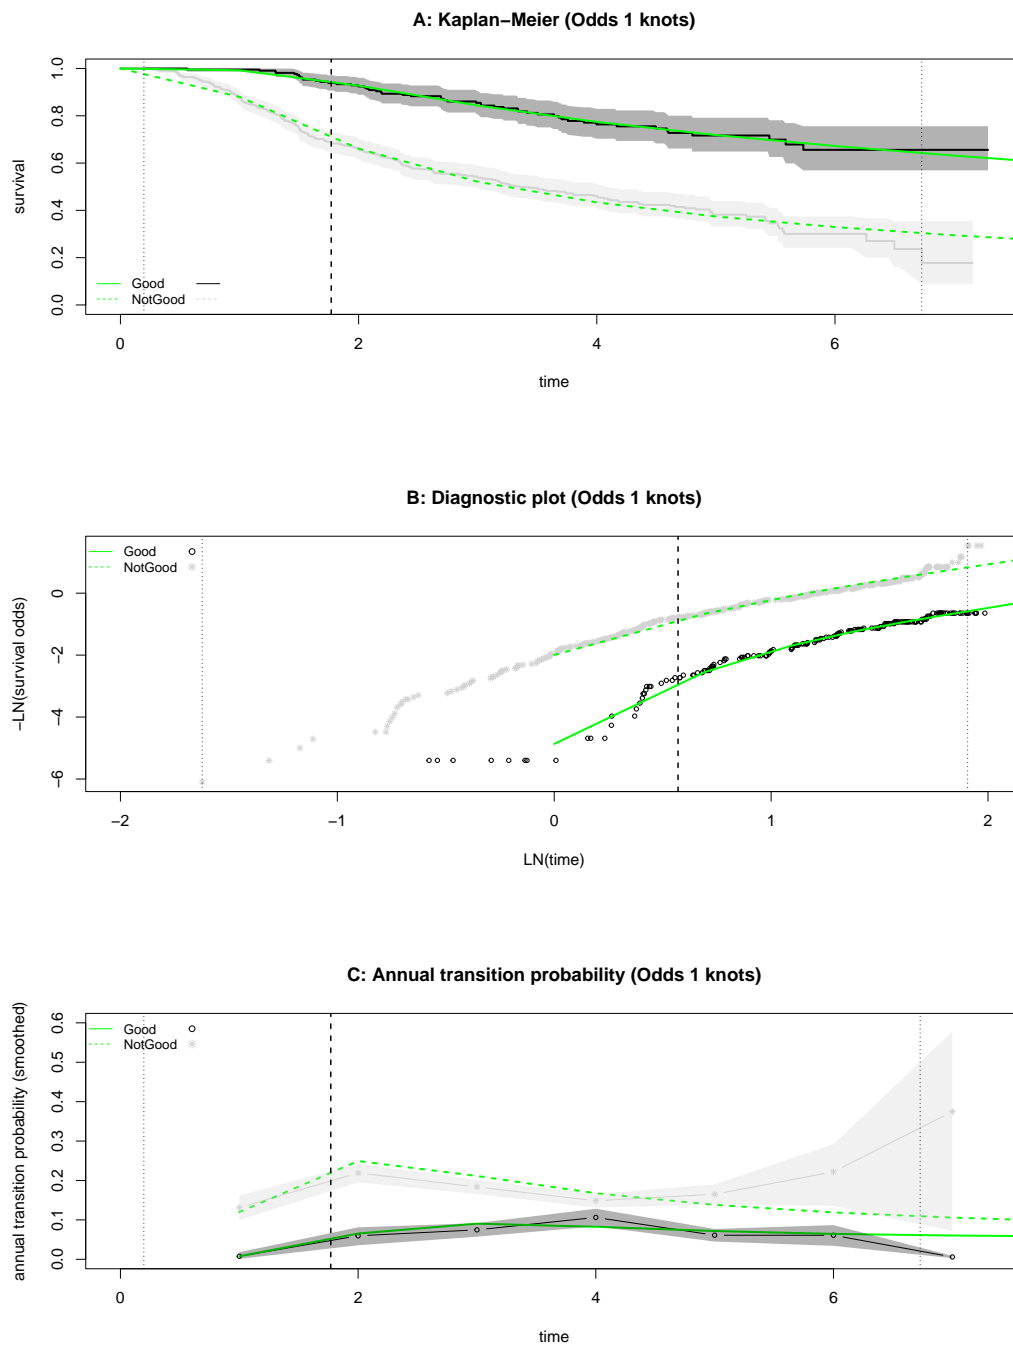 A: Kaplan−Meier (Odds 1 knots)
survival
1.0
0.8
0.6
0.4
0.2
0.0
Good
NotGood
0 2 4 6
time
B: Diagnostic plot (Odds 1 knots)
−LN(survival odds)
0
−2
−4
−6
Good
NotGood
−2 −1 0 1 2
LN(time)
C: Annual transition probability (Odds 1 knots)
annual transition probability (smoothed)
0.6
0.5
0.4
0.3
0.2
0.1
0.0
Good
NotGood
0 2 4 6
time